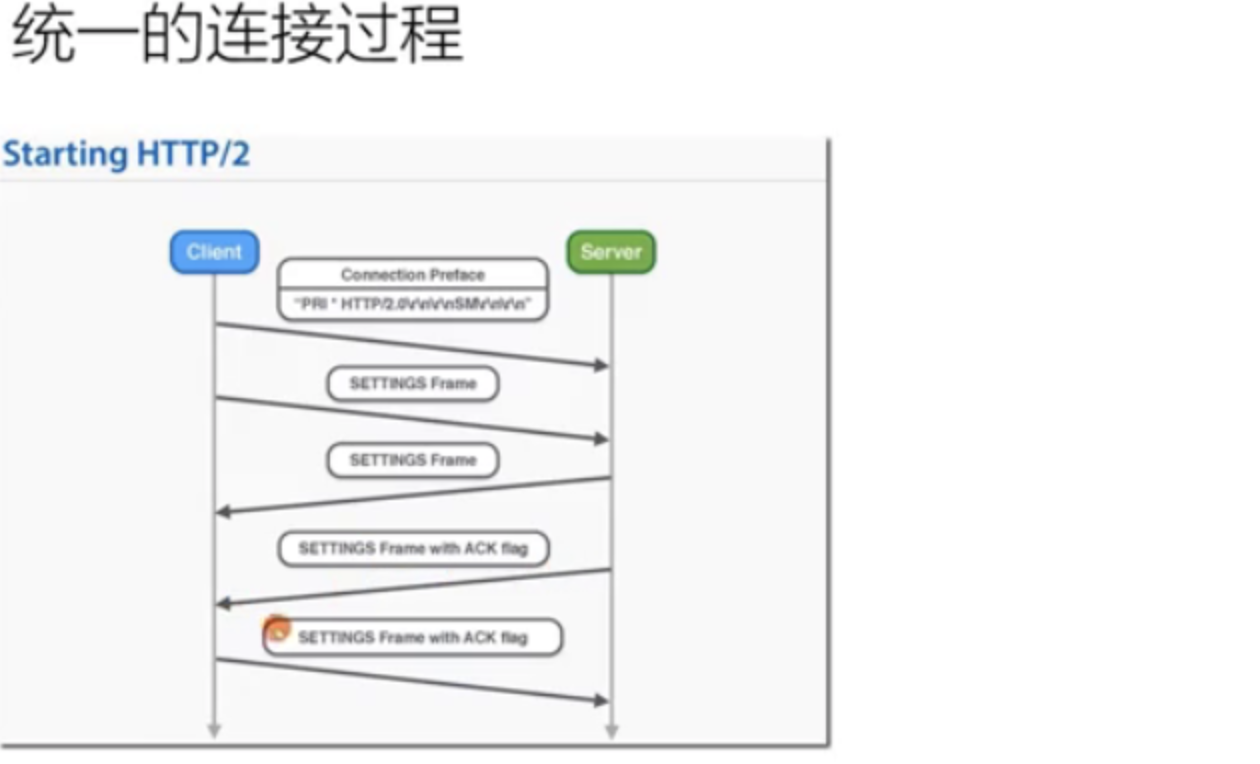 统一的连接过程
Starting HTTP/2
Client
Server
Connection Preface
"PRI * HTTP/2.0\r\n\r\nSM\r\n\r\n"
SETTINGS Frame
SETTINGS Frame
SETTINGS Frame with ACK flag
SETTINGS Frame with ACK flag